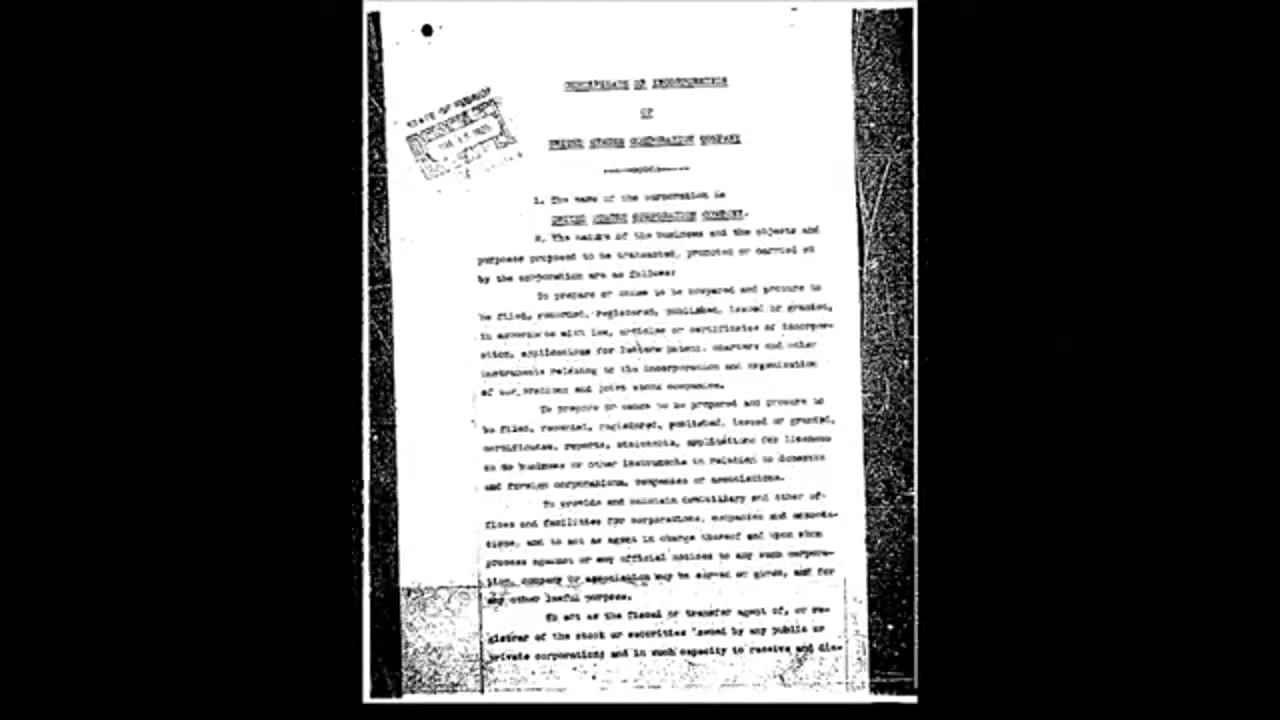 CERTIFICATE OF INCORPORATION
OF
UNITED STATES CORPORATION COMPANY
STATE OF
1. The name of the corporation is
UNITED STATES CORPORATION COMPANY.
2. The nature of the business and the objects and
purposes proposed to be transacted, promoted or carried on
by the corporation are as follows:
To prepare or cause to be prepared and procure to
be filed, recorded, registered, published, issued or granted,
in accordance with law, articles or certificates of incorpor-
ation, applications for letters patent, charters and other
instruments relating to the incorporation and organization
of corporations and joint stock companies.
To prepare or cause to be prepared and procure to
be filed, recorded, registered, published, issued or granted,
certificates, reports, statements, applications for licenses
to do business or other instruments in relation to domestic
and foreign corporations, companies or associations.
To provide and maintain domiciliary and other of-
fices and facilities for corporations, companies and associa-
tions, and to act as agent in charge thereof and upon whom
process against or any official notices to any such corpora-
tion, company or association may be served or given, and for
any other lawful purpose.
To act as the fiscal or transfer agent of, or re-
gistrar of the stock or securities issued by any public or
private corporation; and in such capacity to receive and dis-